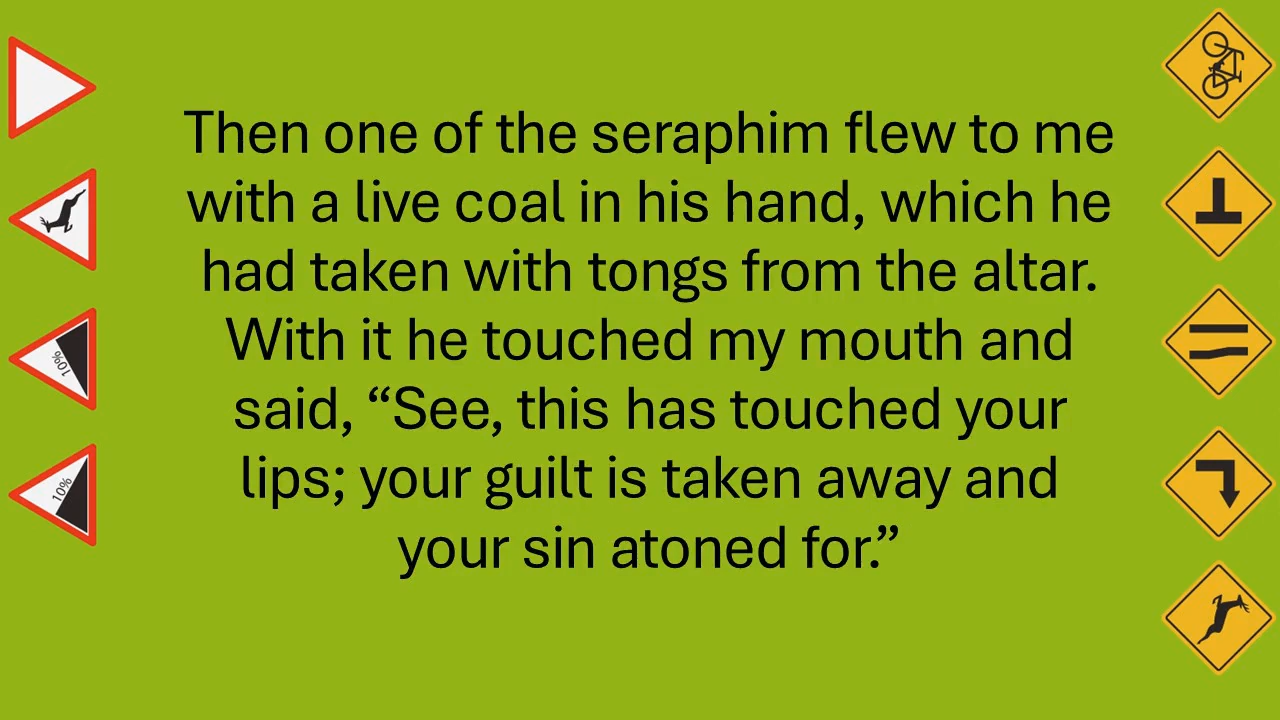 Then one of the seraphim flew to me
with a live coal in his hand, which he
had taken with tongs from the altar.
With it he touched my mouth and
said, “See, this has touched your
lips; your guilt is taken away and
your sin atoned for.”
10%
10%